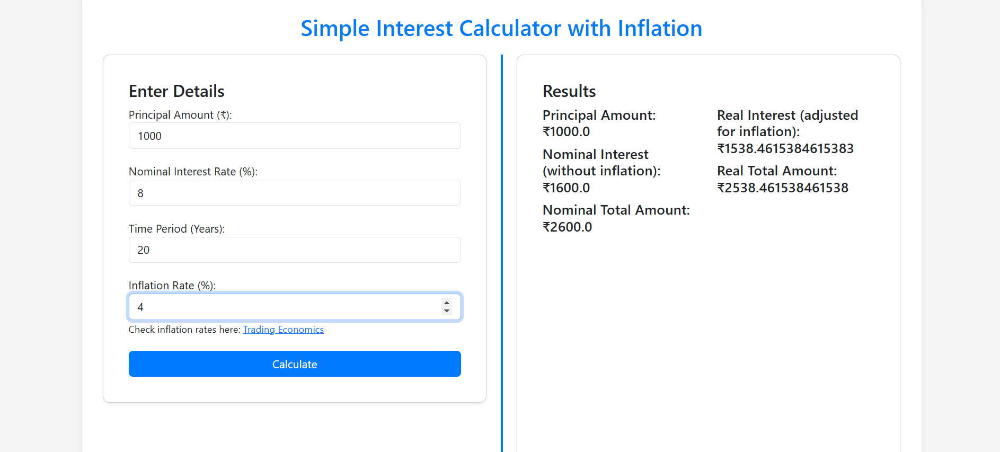 Simple Interest Calculator with Inflation
Enter Details
Principal Amount (₹):
1000
Nominal Interest Rate (%):
8
Time Period (Years):
20
Inflation Rate (%):
4
Check inflation rates here: Trading Economics
Calculate
Results
Principal Amount:
₹1000.0
Nominal Interest
(without inflation):
₹1600.0
Nominal Total Amount:
₹2600.0
Real Interest (adjusted
for inflation):
₹1538.4615384615383
Real Total Amount:
₹2538.461538461538